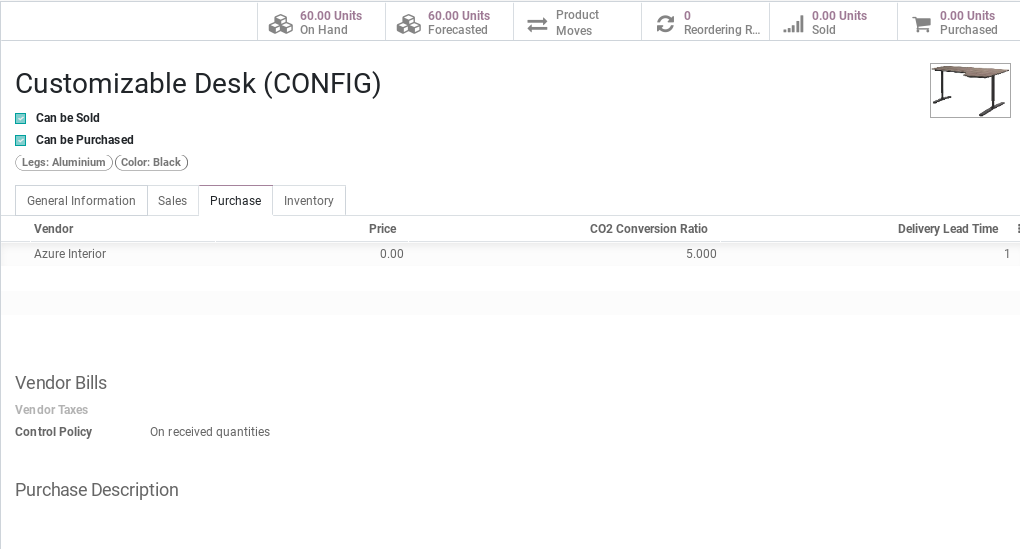 60.00 Units
On Hand
60.00 Units
Forecasted
Product
Moves
0
Reordering R...
0.00 Units
Sold
0.00 Units
Purchased
Customizable Desk (CONFIG)
Can be Sold
Can be Purchased
Legs: Aluminium Color: Black
General Information Sales Purchase Inventory
Vendor Price CO2 Conversion Ratio Delivery Lead Time
Azure Interior 0.00 5.000 1
Vendor Bills
Vendor Taxes
Control Policy On received quantities
Purchase Description